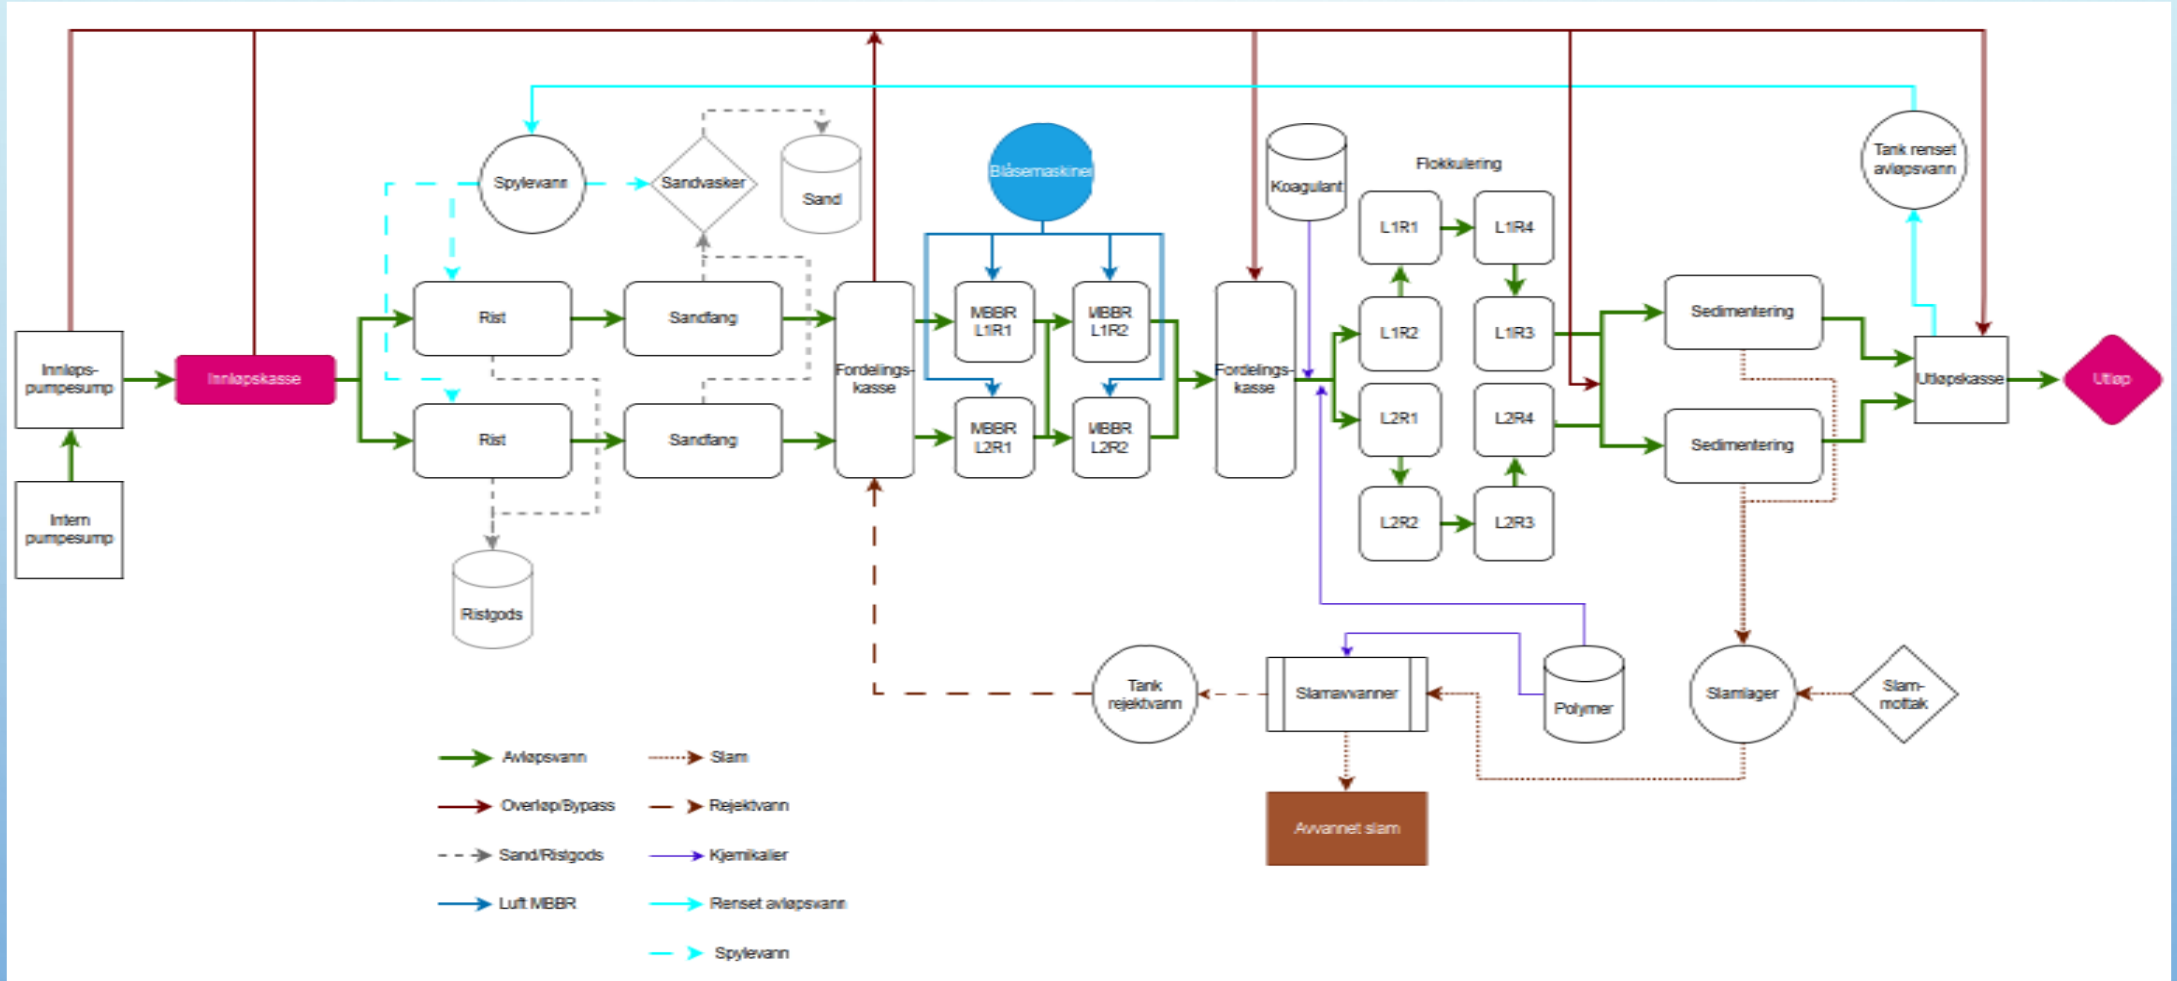 Flokkulering
Blåsemaskiner
Koagulant
Tank renset
avløpsvann
Spylevann
Sandvasker
Sand
L1R1
L1R4
Rist
Sandfang
Fordelings-
kasse
MBBR
L1R1
MBBR
L1R2
Fordelings-
kasse
L1R2
L1R3
Sedimentering
Innløps-
pumpesump
Innløpskasse
Utløpskasse
Utløp
Rist
Sandfang
MBBR
L2R1
MBBR
L2R2
L2R1
L2R4
Sedimentering
Intern
pumpesump
L2R2
L2R3
Ristgods
Tank
rejektvann
Slamavvanner
Polymer
Slamlager
Slam-
mottak
Avvannet slam
Avløpsvann
Slam
Overløp/Bypass
Rejektvann
Sand/Ristgods
Kjemikalier
Luft MBBR
Renset avløpsvann
Spylevann